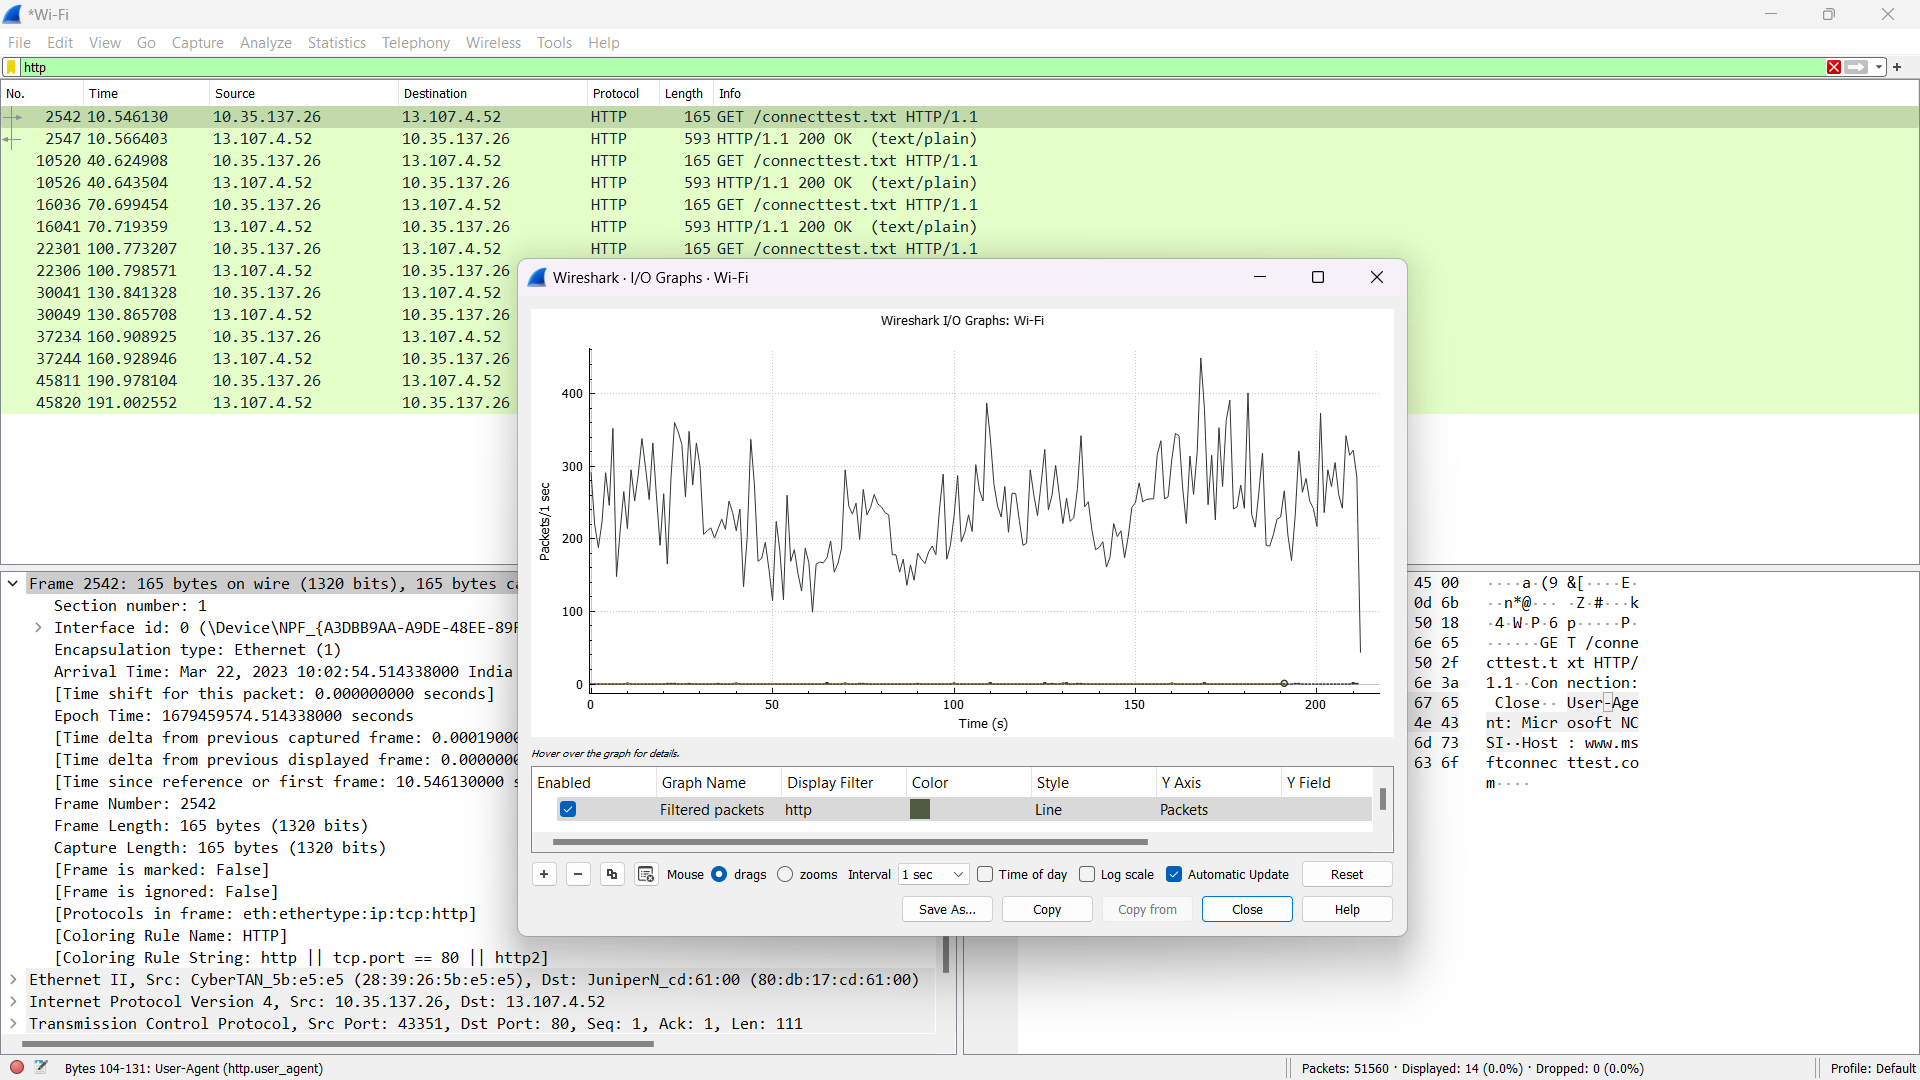 *Wi-Fi
File Edit View Go Capture Analyze Statistics Telephony Wireless Tools Help
http
No. Time Source Destination Protocol Length Info
2542 10.546130 10.35.137.26 13.107.4.52 HTTP 165 GET /connecttest.txt HTTP/1.1
2547 10.566403 13.107.4.52 10.35.137.26 HTTP 593 HTTP/1.1 200 OK (text/plain)
10520 40.624908 10.35.137.26 13.107.4.52 HTTP 165 GET /connecttest.txt HTTP/1.1
10526 40.643504 13.107.4.52 10.35.137.26 HTTP 593 HTTP/1.1 200 OK (text/plain)
16036 70.699454 10.35.137.26 13.107.4.52 HTTP 165 GET /connecttest.txt HTTP/1.1
16041 70.719359 13.107.4.52 10.35.137.26 HTTP 593 HTTP/1.1 200 OK (text/plain)
22301 100.773207 10.35.137.26 13.107.4.52 HTTP 165 GET /connecttest.txt HTTP/1.1
22306 100.798571 13.107.4.52 10.35.137.26
30041 130.841328 10.35.137.26 13.107.4.52
30049 130.865708 13.107.4.52 10.35.137.26
37234 160.908925 10.35.137.26 13.107.4.52
37244 160.928946 13.107.4.52 10.35.137.26
45811 190.978104 10.35.137.26 13.107.4.52
45820 191.002552 13.107.4.52 10.35.137.26
Wireshark · I/O Graphs · Wi-Fi
Wireshark I/O Graphs: Wi-Fi
Packets/1 sec
400
300
200
100
0
0 50 100 150 200
Time (s)
Hover over the graph for details.
Enabled Graph Name Display Filter Color Style Y Axis Y Field
Filtered packets http Line Packets
Mouse drags zooms Interval 1 sec Time of day Log scale Automatic Update Reset
Save As... Copy Copy from Close Help
Frame 2542: 165 bytes on wire (1320 bits), 165 bytes ca
Section number: 1
Interface id: 0 (\Device\NPF_{A3DBB9AA-A9DE-48EE-89F
Encapsulation type: Ethernet (1)
Arrival Time: Mar 22, 2023 10:02:54.514338000 India
[Time shift for this packet: 0.000000000 seconds]
Epoch Time: 1679459574.514338000 seconds
[Time delta from previous captured frame: 0.00019000
[Time delta from previous displayed frame: 0.0000000
[Time since reference or first frame: 10.546130000 s
Frame Number: 2542
Frame Length: 165 bytes (1320 bits)
Capture Length: 165 bytes (1320 bits)
[Frame is marked: False]
[Frame is ignored: False]
[Protocols in frame: eth:ethertype:ip:tcp:http]
[Coloring Rule Name: HTTP]
[Coloring Rule String: http || tcp.port == 80 || http2]
Ethernet II, Src: CyberTAN_5b:e5:e5 (28:39:26:5b:e5:e5), Dst: JuniperN_cd:61:00 (80:db:17:cd:61:00)
Internet Protocol Version 4, Src: 10.35.137.26, Dst: 13.107.4.52
Transmission Control Protocol, Src Port: 43351, Dst Port: 80, Seq: 1, Ack: 1, Len: 111
45 00 ····a·(9 &[····E·
0d 6b ··n*@··· ·Z·#···k
50 18 ·4·W·P·6 p·····P·
6e 65 ······GE T /conne
50 2f cttest.t xt HTTP/
6e 3a 1.1··Con nection:
67 65 Close·· User-Age
4e 43 nt: Micr osoft NC
6d 73 SI··Host : www.ms
63 6f ftconnec ttest.co
m····
Bytes 104-131: User-Agent (http.user_agent)
Packets: 51560 · Displayed: 14 (0.0%) · Dropped: 0 (0.0%)
Profile: Default